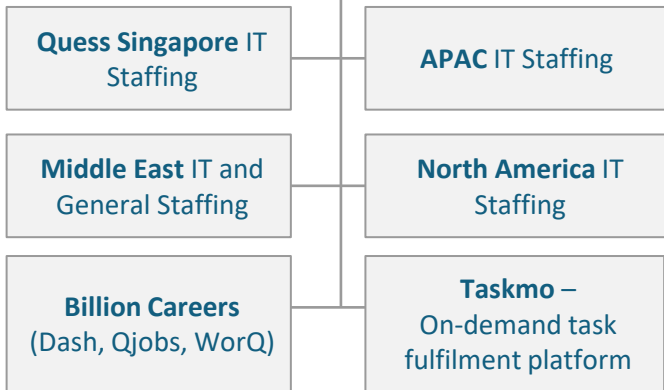 Quess Singapore IT
Staffing
APAC IT Staffing
Middle East IT and
General Staffing
North America IT
Staffing
Billion Careers
(Dash, Qjobs, WorQ)
Taskmo –
On-demand task
fulfilment platform